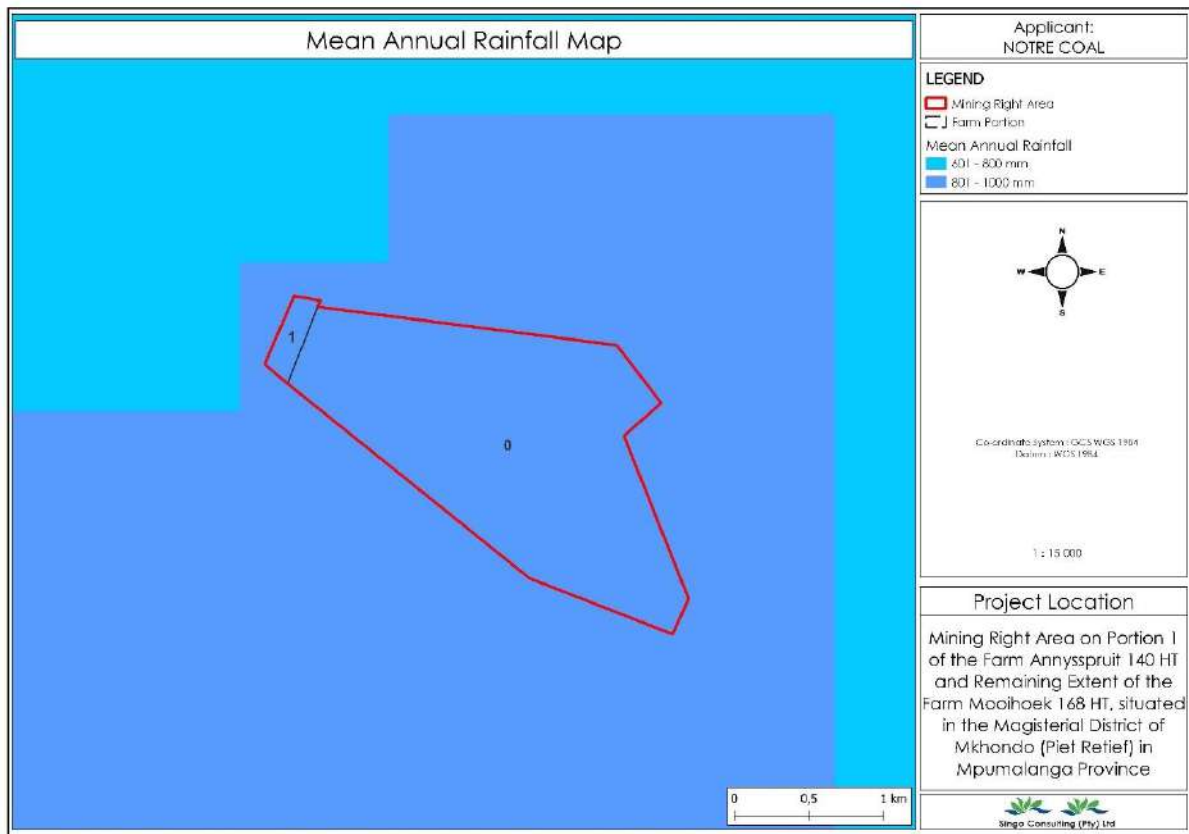 Mean Annual Rainfall Map
1
0
0
0,5
1 km
Applicant:
NOTRE COAL
LEGEND
Mining Right Area
Farm Portion
Mean Annual Rainfall
601 - 800 mm
801 - 1000 mm
N
W
E
S
Co-ordinate System : GCS WGS 1984
Datum : WGS 1984
1 : 15 000
Project Location
Mining Right Area on Portion 1
of the Farm Annysspruit 140 HT
and Remaining Extent of the
Farm Mooihoek 168 HT, situated
in the Magisterial District of
Mkhondo (Piet Retief) in
Mpumalanga Province
Singo Consulting (Pty) Ltd